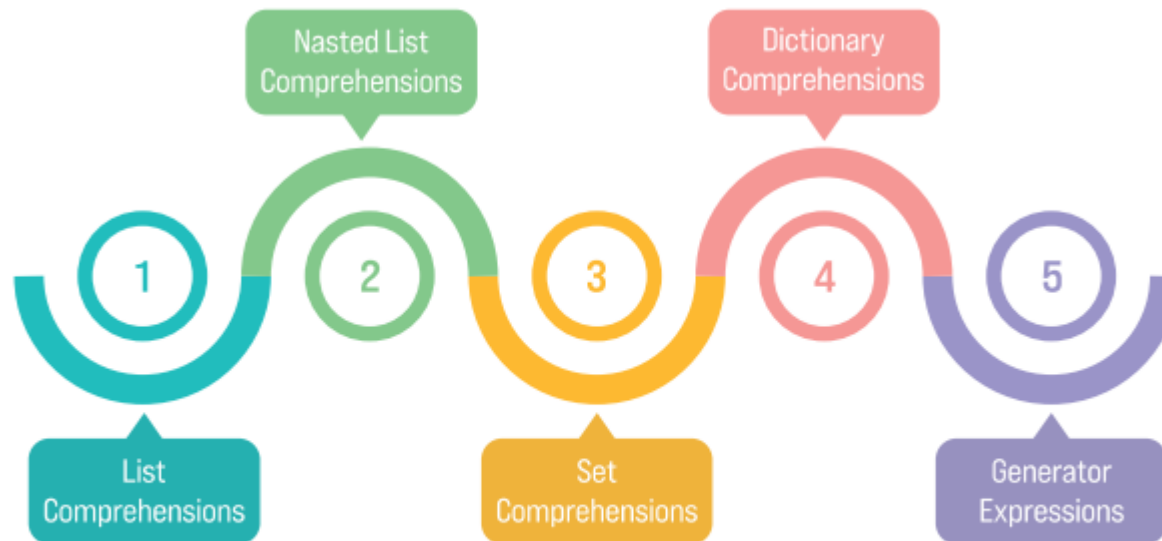 Nasted List
Comprehensions
Dictionary
Comprehensions
1
2
3
4
5
List
Comprehensions
Set
Comprehensions
Generator
Expressions